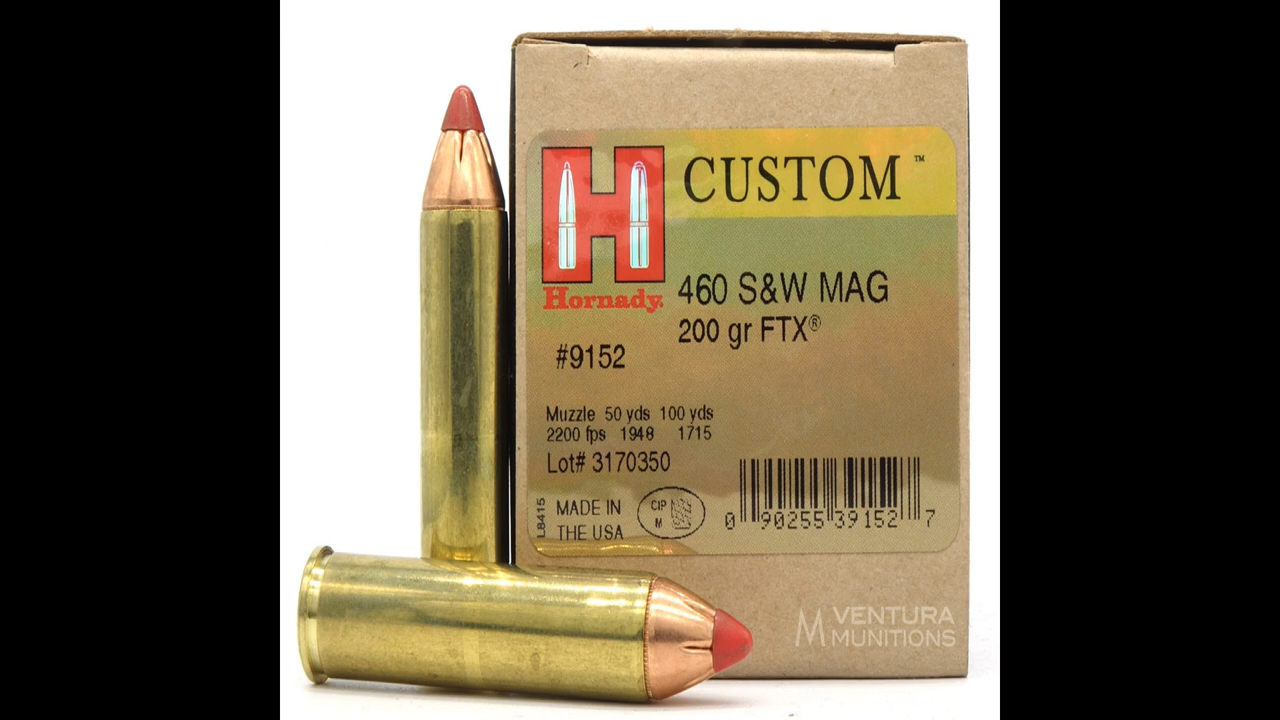 CUSTOM™
Hornady.
460 S&W MAG
200 gr FTX®
#9152
Muzzle 50 yds 100 yds
2200 fps 1948 1715
Lot# 3170350
L8415
MADE IN
THE USA
CIP
M
0 90255 39152 7
VENTURA
MUNITIONS